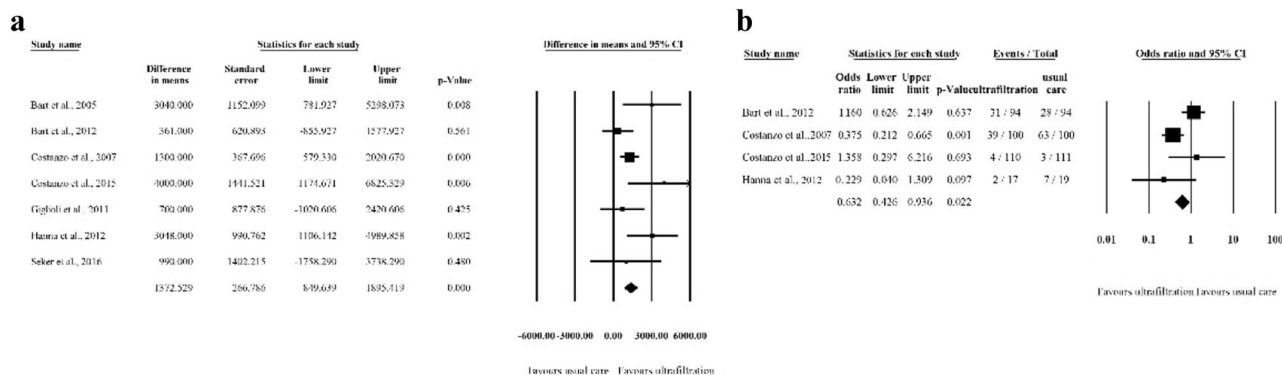 a
Study name Statistics for each study Difference in means and 95% CI
Difference in means Standard error Lower limit Upper limit p-Value
Bart et al., 2005 3040.000 1152.099 781.927 5298.073 0.008
Bart et al., 2012 361.000 620.893 -855.927 1577.927 0.561
Costanzo et al., 2007 1300.000 367.696 579.330 2020.670 0.000
Costanzo et al., 2015 4000.000 1441.521 1174.671 6825.329 0.006
Giglioli et al., 2011 700.000 877.876 -1020.606 2420.606 0.425
Hanna et al., 2012 3048.000 990.762 1106.142 4989.858 0.002
Seker et al., 2016 990.000 1402.215 -1758.290 3738.290 0.480
1372.529 266.786 849.639 1895.419 0.000
-6000.00 -3000.00 0.00 3000.00 6000.00
Favours usual care Favours ultrafiltration
b
Study name Statistics for each study Events / Total Odds ratio and 95% CI
Odds ratio Lower limit Upper limit p-Value ultrafiltration usual care
Bart et al., 2012 1.160 0.626 2.149 0.637 31 / 94 28 / 94
Costanzo et al.,2007 0.375 0.212 0.665 0.001 39 / 100 63 / 100
Costanzo et al.,2015 1.358 0.297 6.216 0.693 4 / 110 3 / 111
Hanna et al., 2012 0.229 0.040 1.309 0.097 2 / 17 7 / 19
0.632 0.426 0.936 0.022
0.01 0.1 1 10 100
Favours ultrafiltration Favours usual care